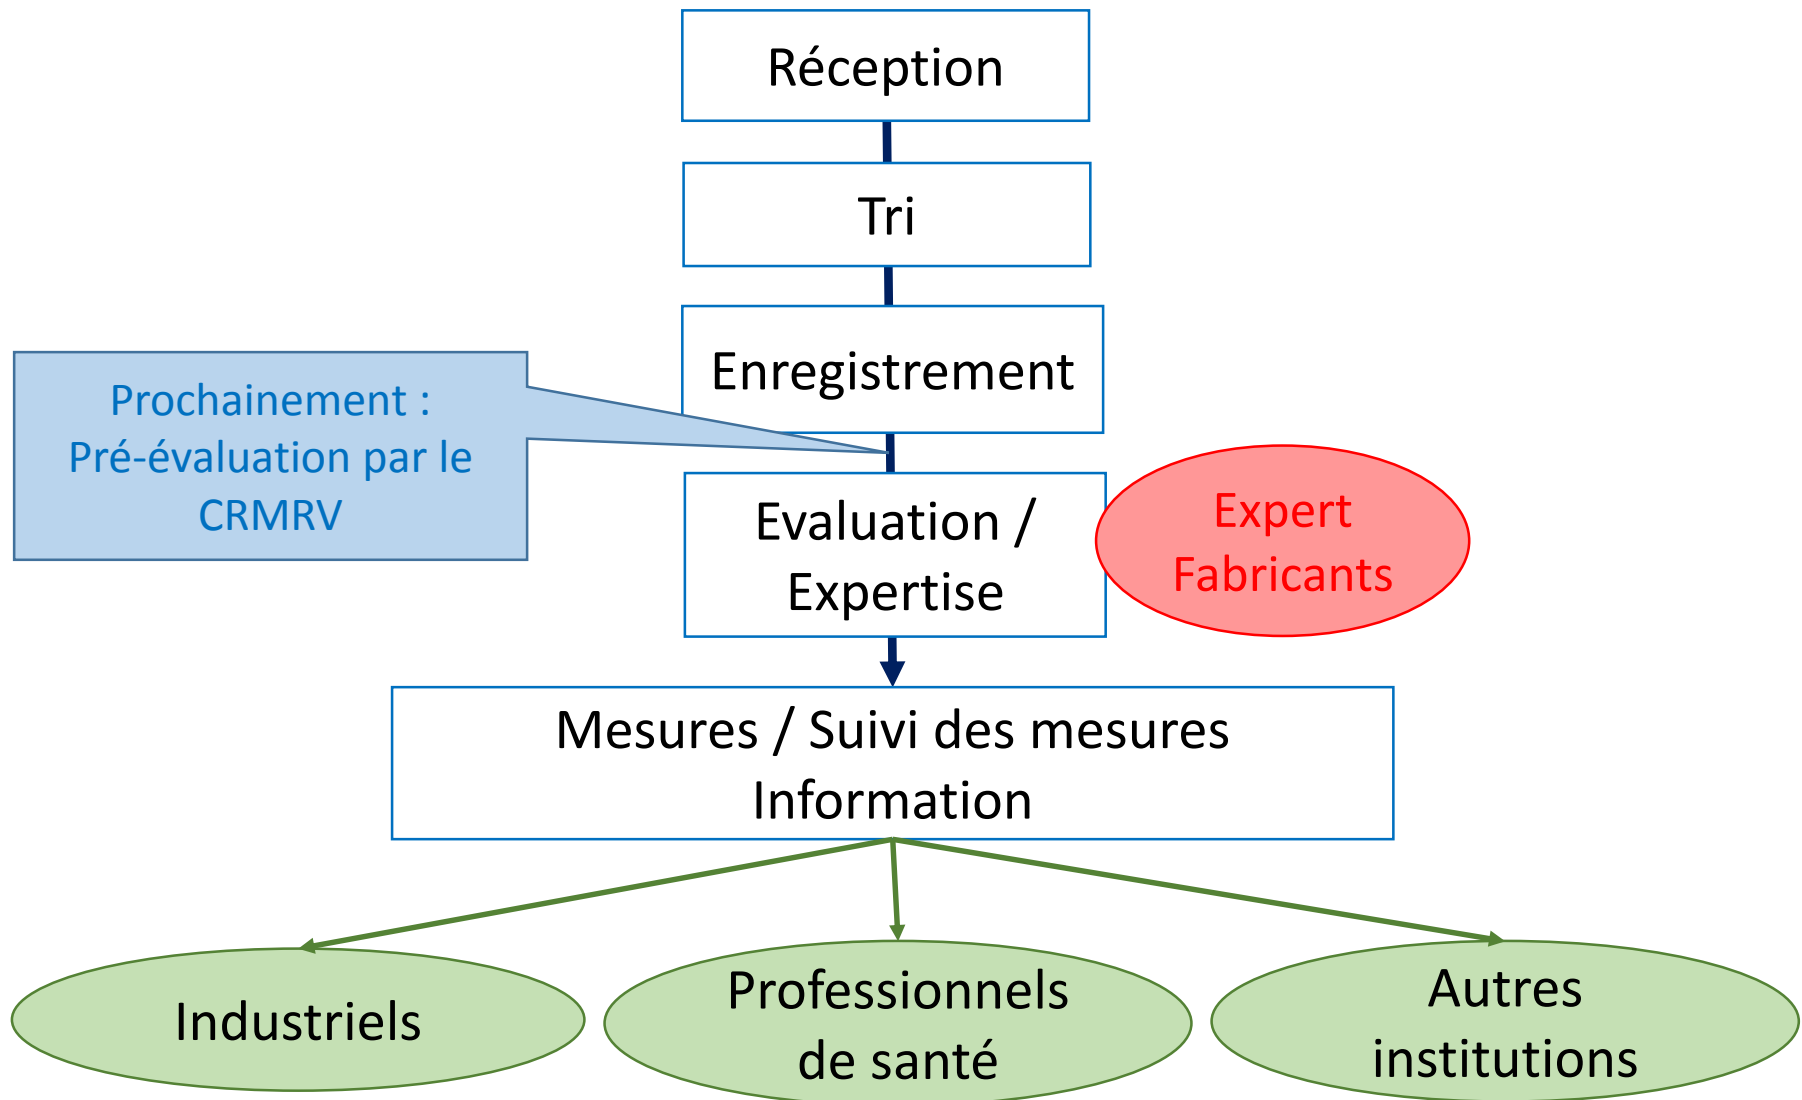 Réception
Tri
Enregistrement
Prochainement :
Pré-évaluation par le
CRMRV
Evaluation /
Expertise
Expert
Fabricants
Mesures / Suivi des mesures
Information
Industriels
Professionnels
de santé
Autres
institutions